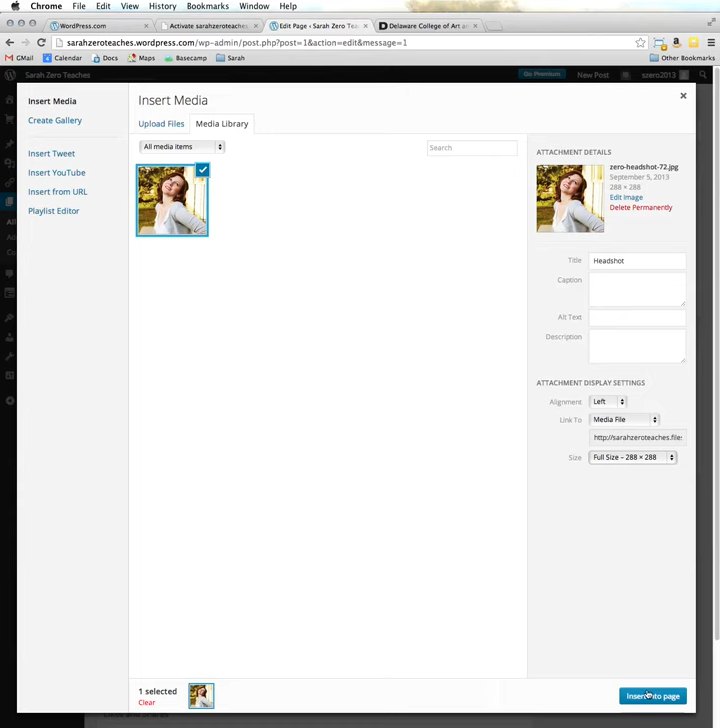 Chrome File Edit View History Bookmarks Window Help
WordPress.com
Activate sarahzeroteaches.
Edit Page ‹ Sarah Zero Tea
Delaware College of Art a
sarahzeroteaches.wordpress.com/wp-admin/post.php?post=1&action=edit&message=1
GMail Calendar Docs Maps Basecamp Sarah Other Bookmarks
Sarah Zero Teaches Go Premium New Post szero2013
Insert Media
Create Gallery
Insert Tweet
Insert YouTube
Insert from URL
Playlist Editor
Insert Media
Upload Files Media Library
All media items
Search
ATTACHMENT DETAILS
zero-headshot-72.jpg
September 5, 2013
288 × 288
Edit Image
Delete Permanently
Title Headshot
Caption
Alt Text
Description
ATTACHMENT DISPLAY SETTINGS
Alignment Left
Link To Media File
http://sarahzeroteaches.files
Size Full Size – 288 × 288
1 selected
Clear
Insert into page